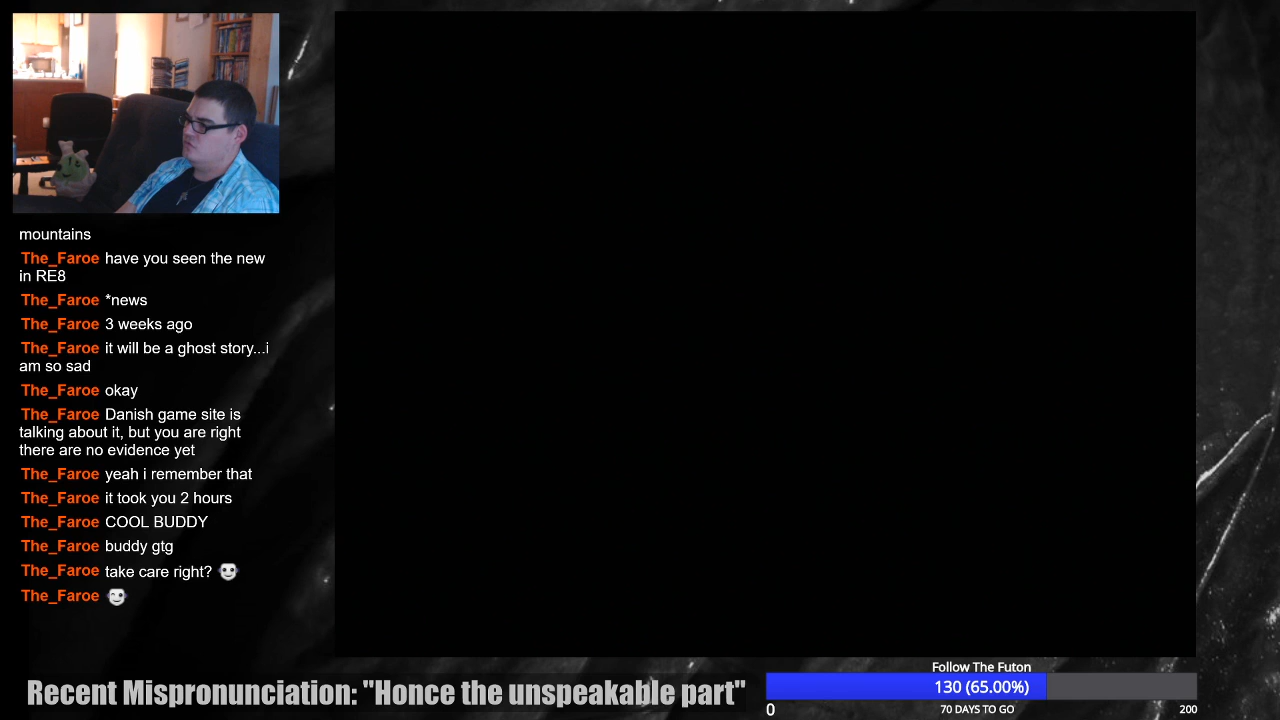 mountains
The_Faroe have you seen the new
in RE8
The_Faroe *news
The_Faroe 3 weeks ago
The_Faroe it will be a ghost story...i
am so sad
The_Faroe okay
The_Faroe Danish game site is
talking about it, but you are right
there are no evidence yet
The_Faroe yeah i remember that
The_Faroe it took you 2 hours
The_Faroe COOL BUDDY
The_Faroe buddy gtg
The_Faroe take care right?
The_Faroe
Recent Mispronunciation: "Honce the unspeakable part"
Follow The Futon
130 (65.00%)
0
70 DAYS TO GO
200